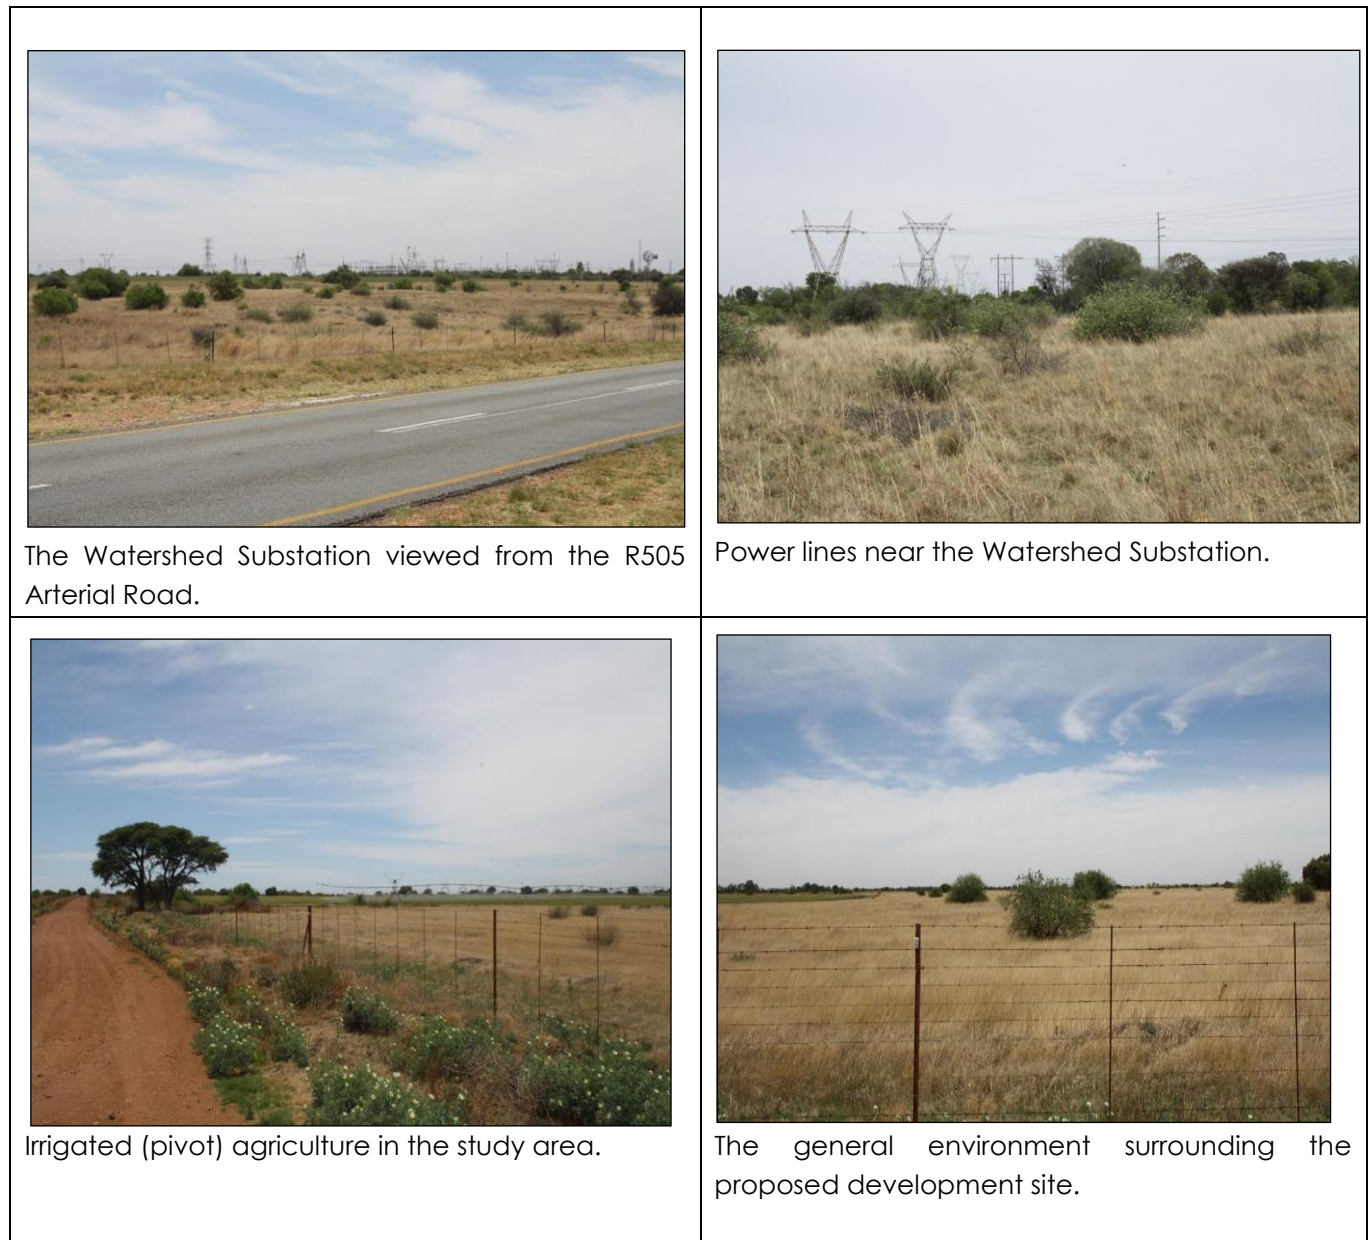 The Watershed Substation viewed from the R505
Arterial Road.
Power lines near the Watershed Substation.
Irrigated (pivot) agriculture in the study area.
The general environment surrounding the
proposed development site.